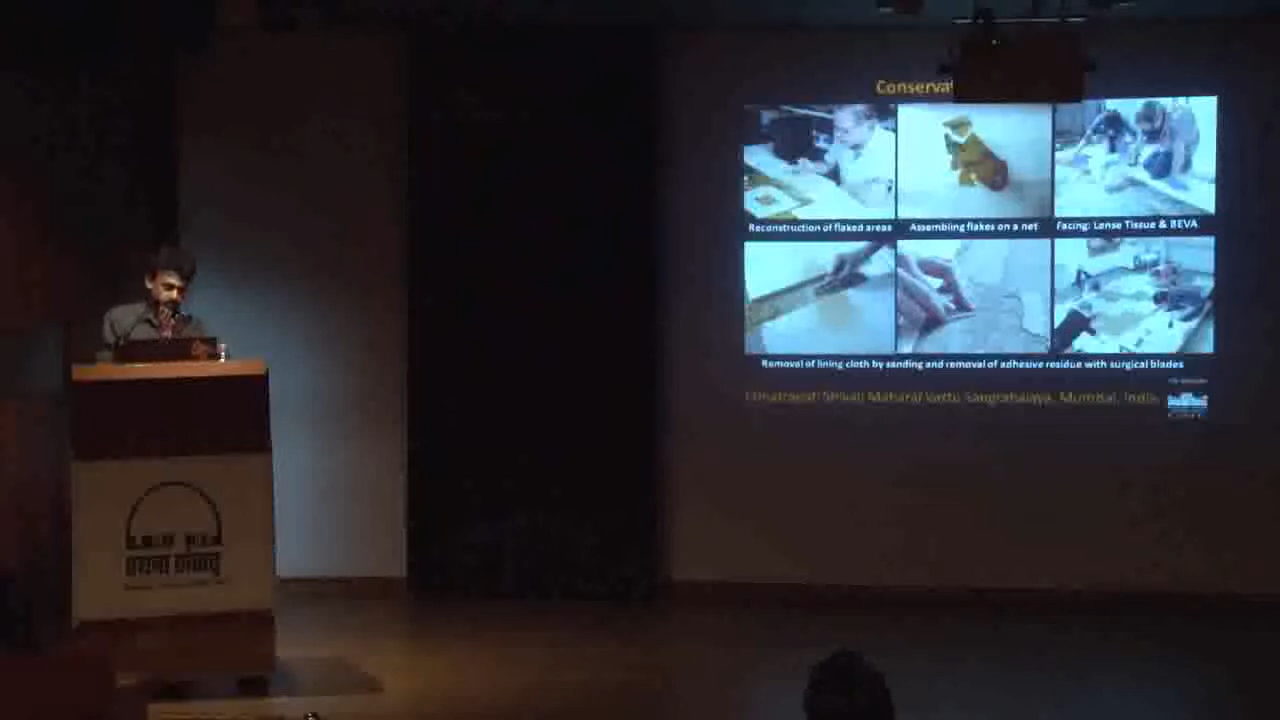 Conserva
Reconstruction of flaked areas
Assembling flakes on a net
Facing: Lense Tissue & BEVA
Removal of lining cloth by sanding and removal of adhesive residue with surgical blades
Chhatrapati Shivaji Maharaj Vastu Sangrahalaya, Mumbai, India.